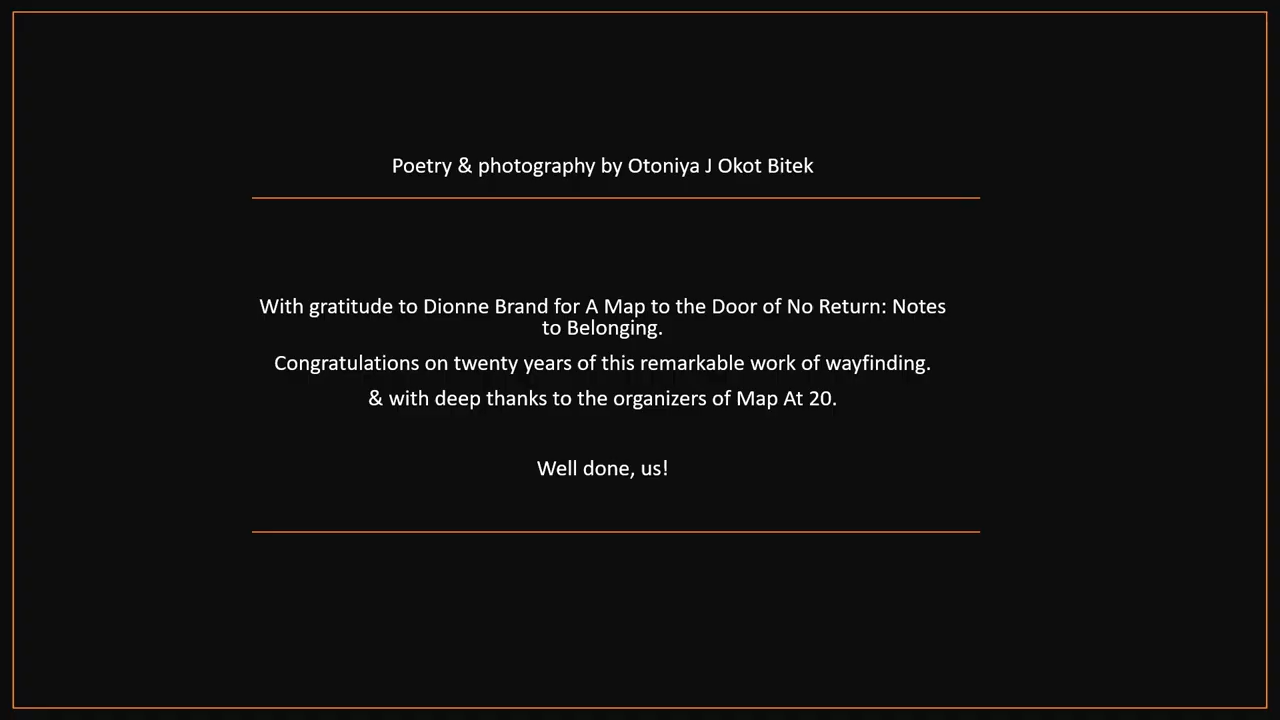 Poetry & photography by Otoniya J Okot Bitek
With gratitude to Dionne Brand for A Map to the Door of No Return: Notes
to Belonging.
Congratulations on twenty years of this remarkable work of wayfinding.
& with deep thanks to the organizers of Map At 20.
Well done, us!